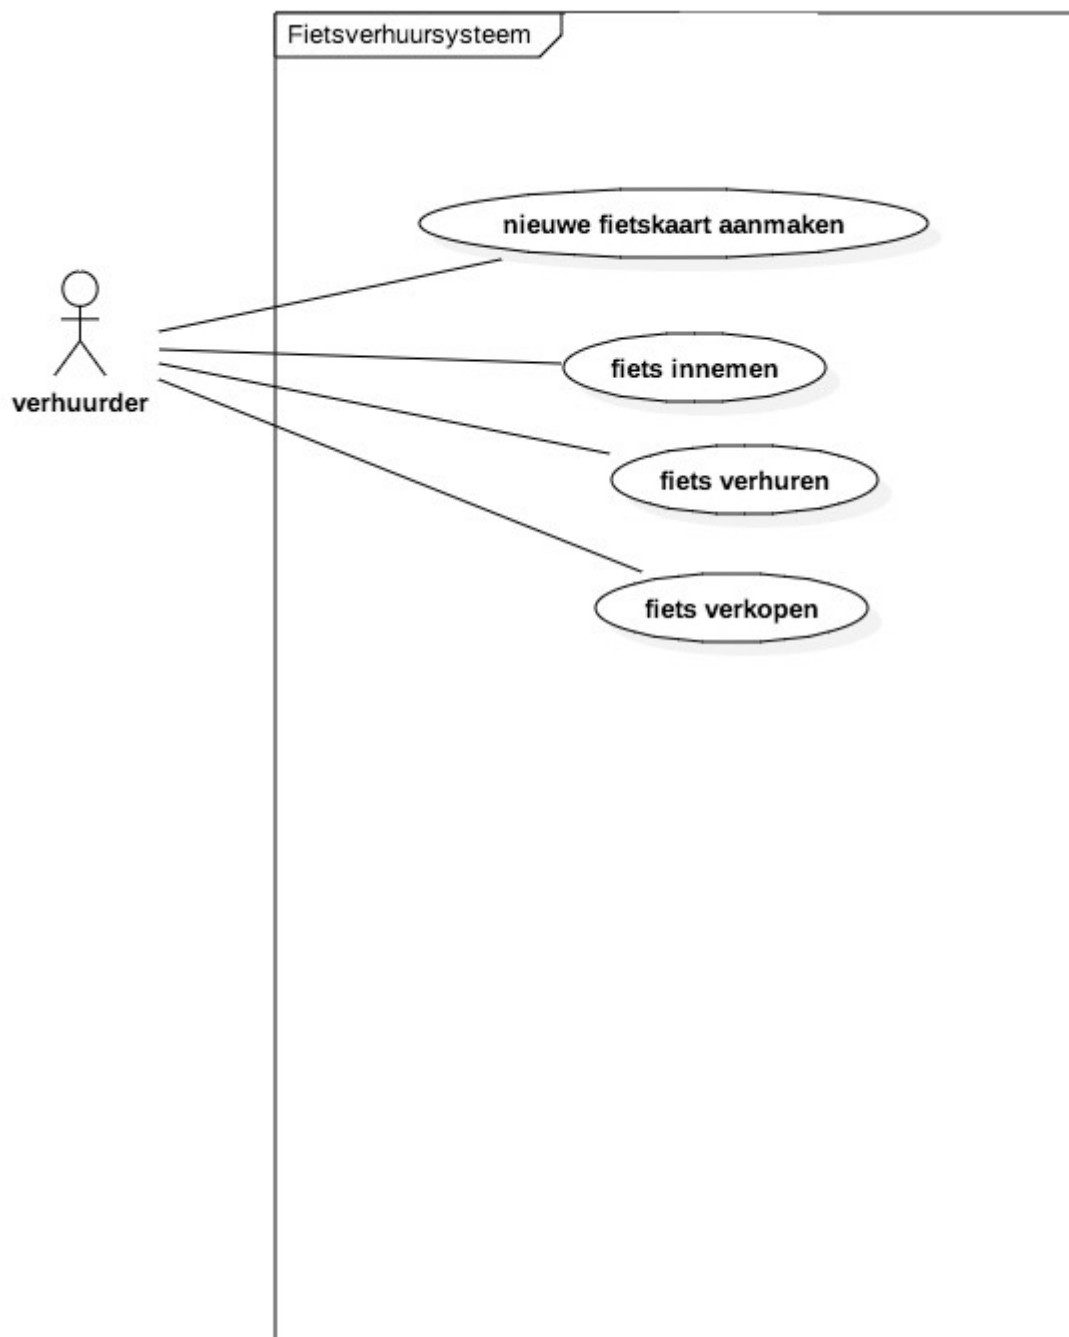 Fietsverhuursysteem
nieuwe fietskaart aanmaken
fiets innemen
verhuurder
fiets verhuren
fiets verkopen